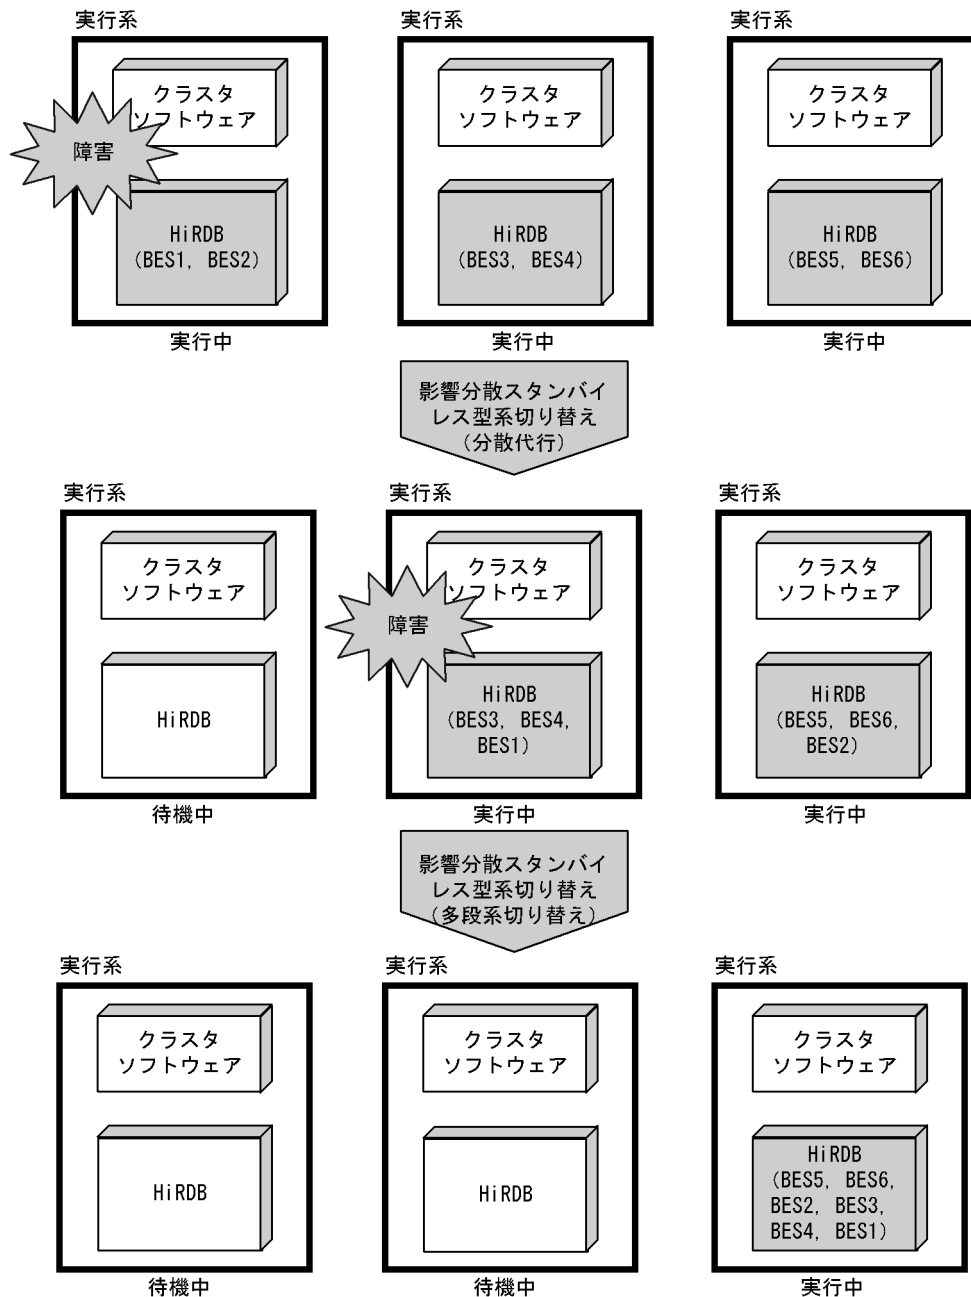 実行系
実行系
実行系
クラスタ
ソフトウェア
クラスタ
ソフトウェア
クラスタ
ソフトウェア
障害
HiRDB
(BES1, BES2)
HiRDB
(BES3, BES4)
HiRDB
(BES5, BES6)
実行中
実行中
実行中
影響分散スタンバイ
レス型系切り替え
(分散代行)
実行系
実行系
実行系
クラスタ
ソフトウェア
クラスタ
ソフトウェア
クラスタ
ソフトウェア
障害
HiRDB
HiRDB
(BES3, BES4,
BES1)
HiRDB
(BES5, BES6,
BES2)
待機中
実行中
実行中
影響分散スタンバイ
レス型系切り替え
(多段系切り替え)
実行系
実行系
実行系
クラスタ
ソフトウェア
クラスタ
ソフトウェア
クラスタ
ソフトウェア
HiRDB
HiRDB
HiRDB
(BES5, BES6,
BES2, BES3,
BES4, BES1)
待機中
待機中
実行中